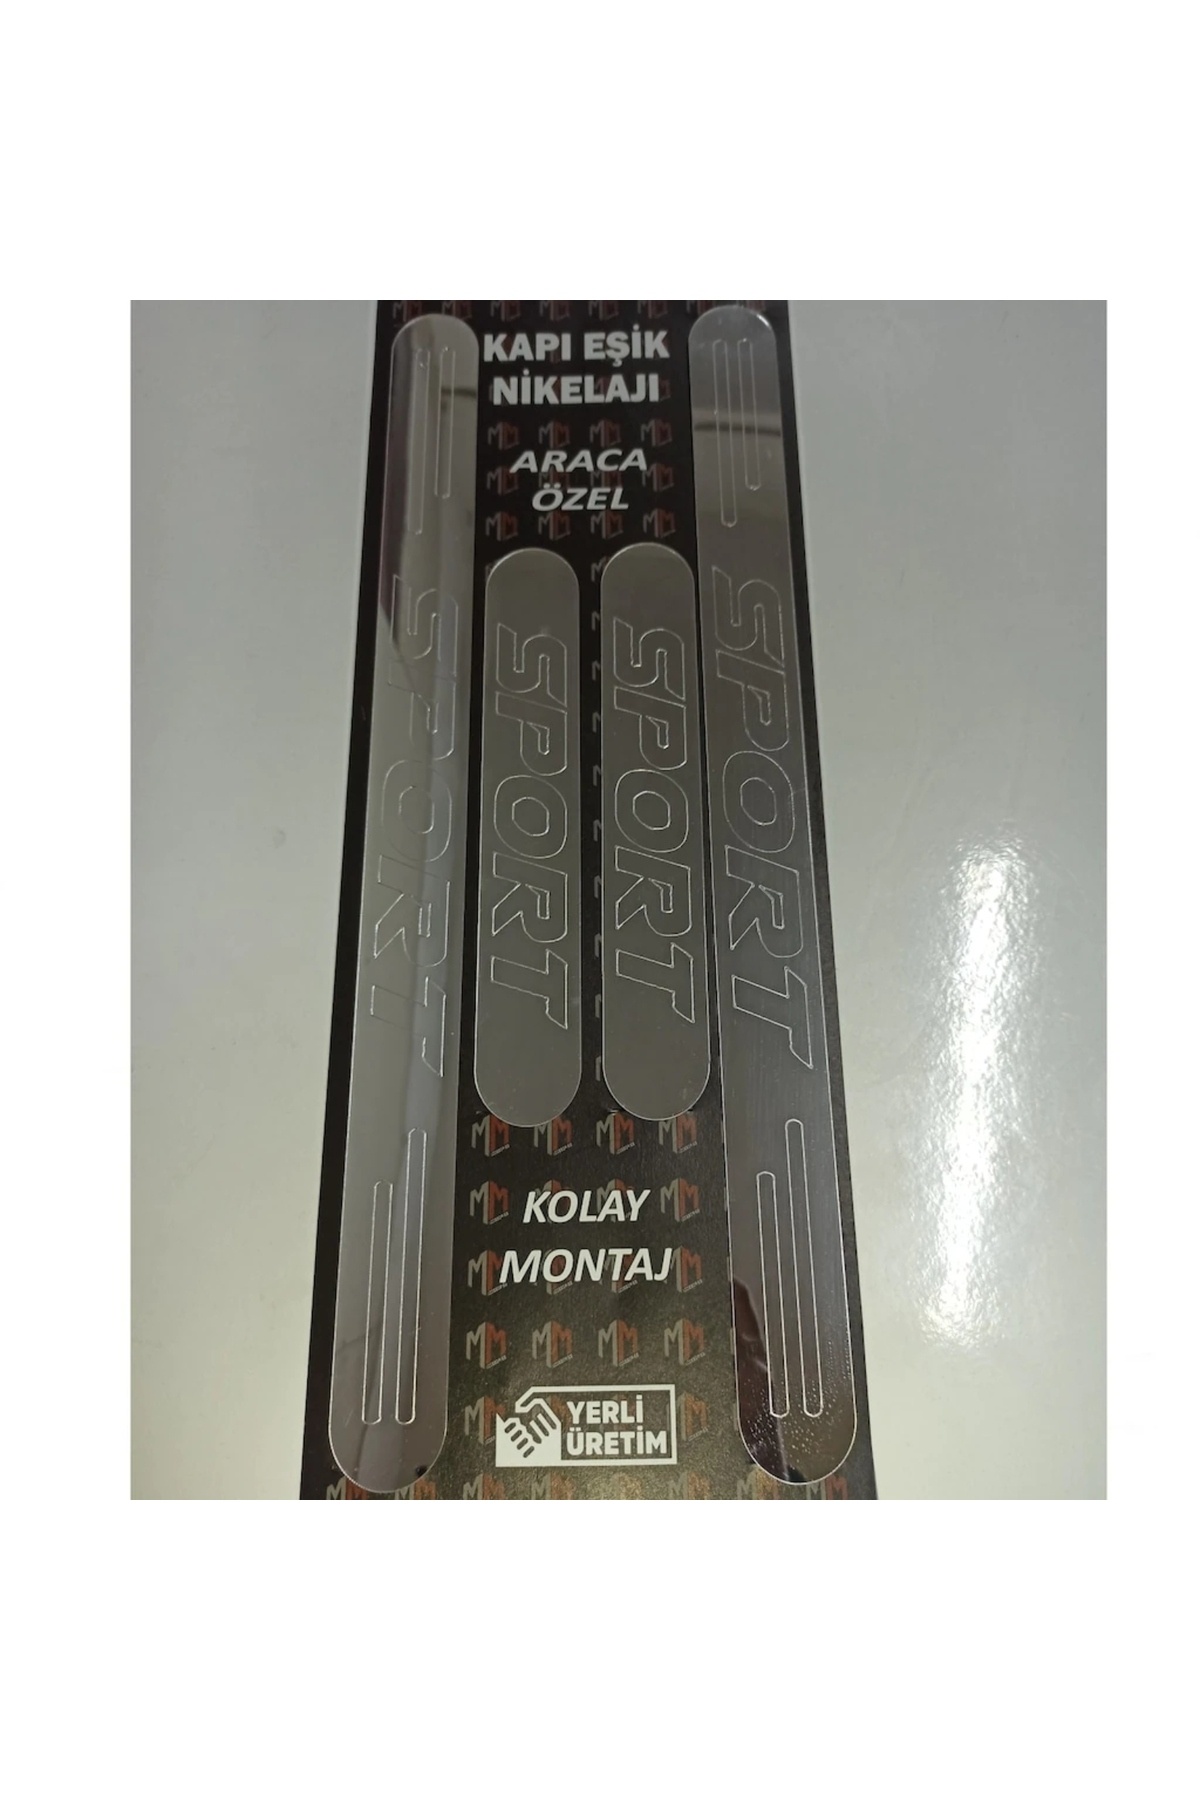 KAPI EŞİK
NİKELAJI
ARACA
ÖZEL
SPORT
SPORT
SPORT
SPORT
KOLAY
MONTAJ
YERLİ
ÜRETİM